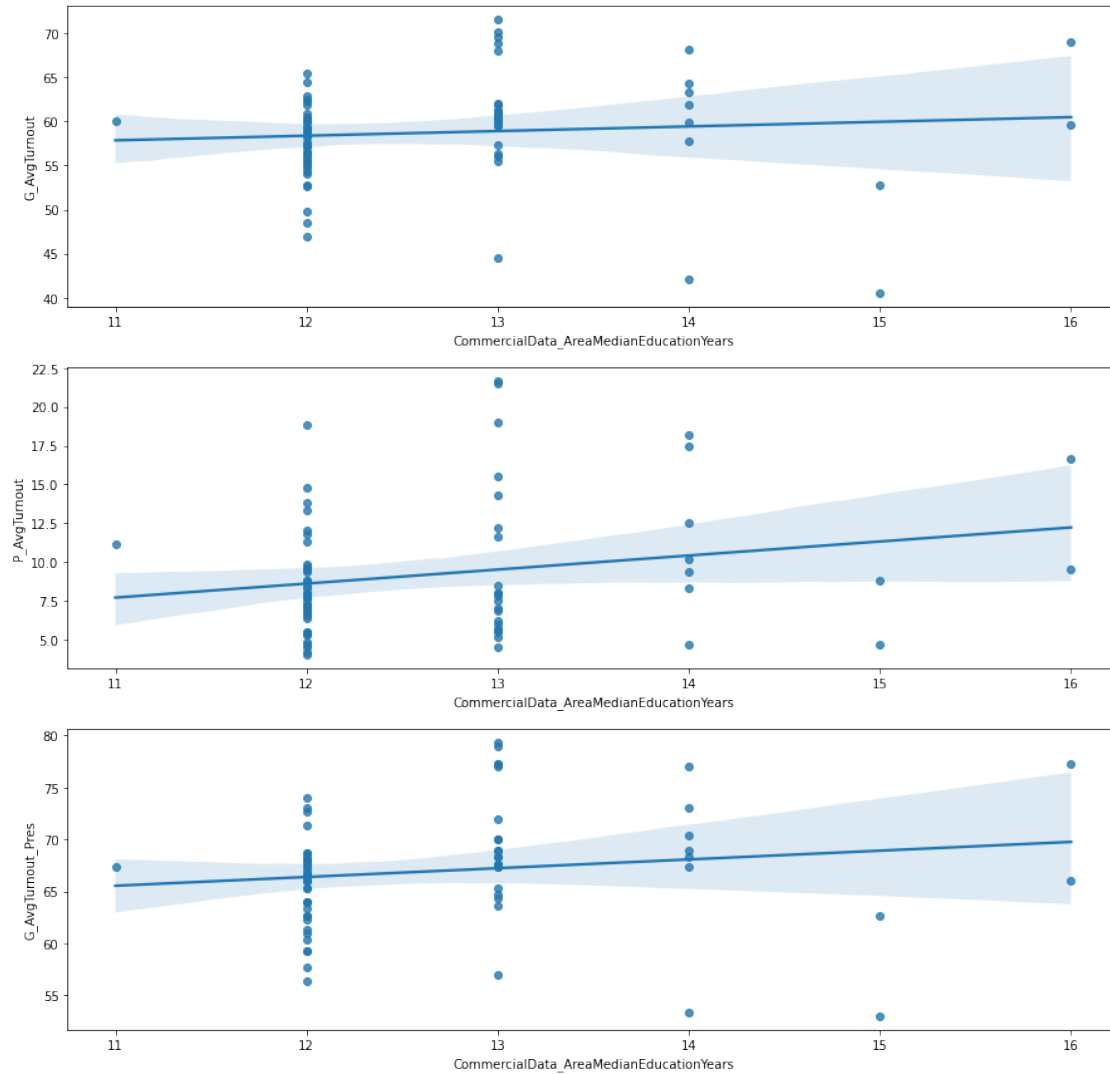 70
65
60
55
50
45
40
G_AvgTurnout
11 12 13 14 15 16
CommercialData_AreaMedianEducationYears
22.5
20.0
17.5
15.0
12.5
10.0
7.5
5.0
P_AvgTurnout
11 12 13 14 15 16
CommercialData_AreaMedianEducationYears
80
75
70
65
60
55
G_AvgTurnout_Pres
11 12 13 14 15 16
CommercialData_AreaMedianEducationYears